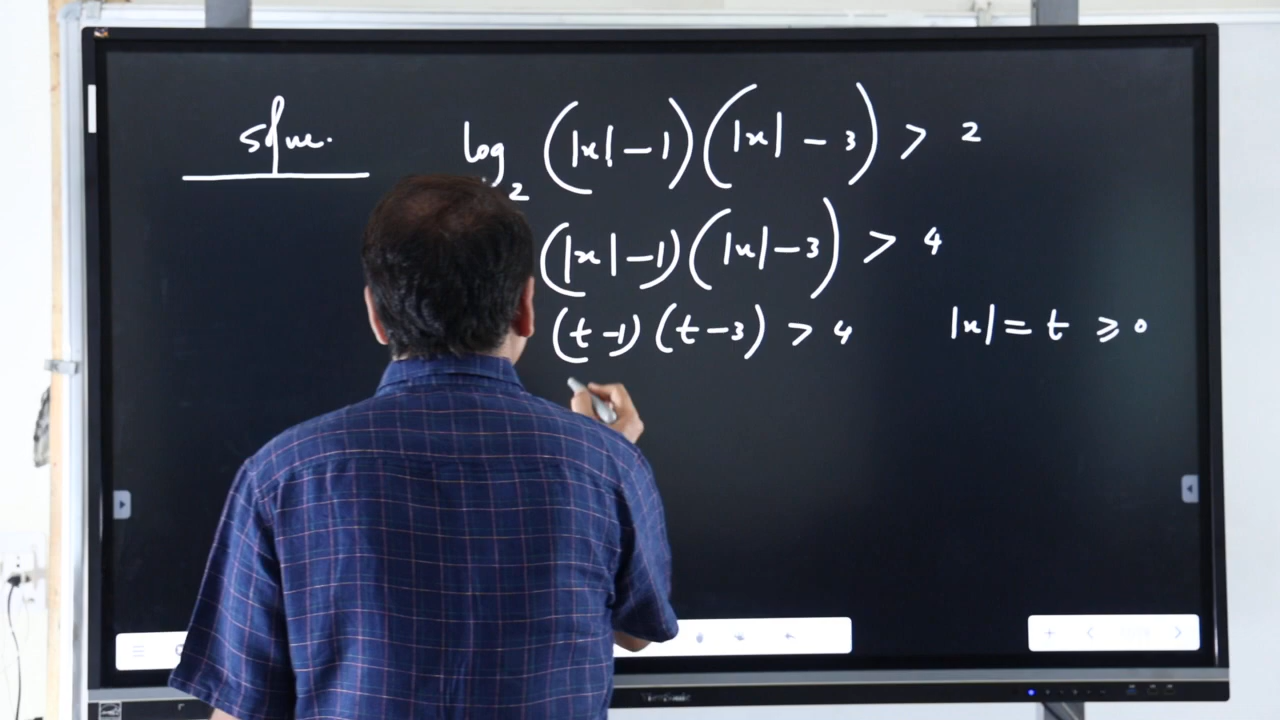 solve.
log₂ (|x| - 1) (|x| - 3) > 2
(|x| - 1) (|x| - 3) > 4
(t - 1) (t - 3) > 4 |x| = t ⩾ 0